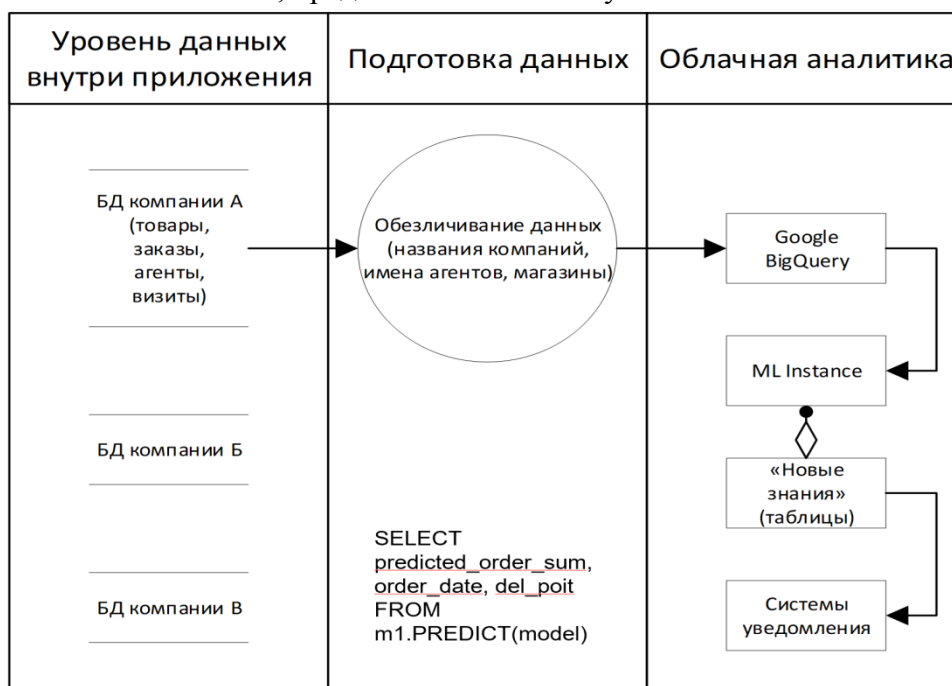 Уровень данных
внутри приложения
Подготовка данных
Облачная аналитика
БД компании А
(товары,
заказы,
агенты,
визиты)
Обезличивание данных
(названия компаний,
имена агентов, магазины)
Google
BigQuery
ML Instance
БД компании Б
«Новые
знания»
(таблицы)
SELECT
predicted_order_sum,
order_date, del_poit
FROM
m1.PREDICT(model)
БД компании В
Системы
уведомления